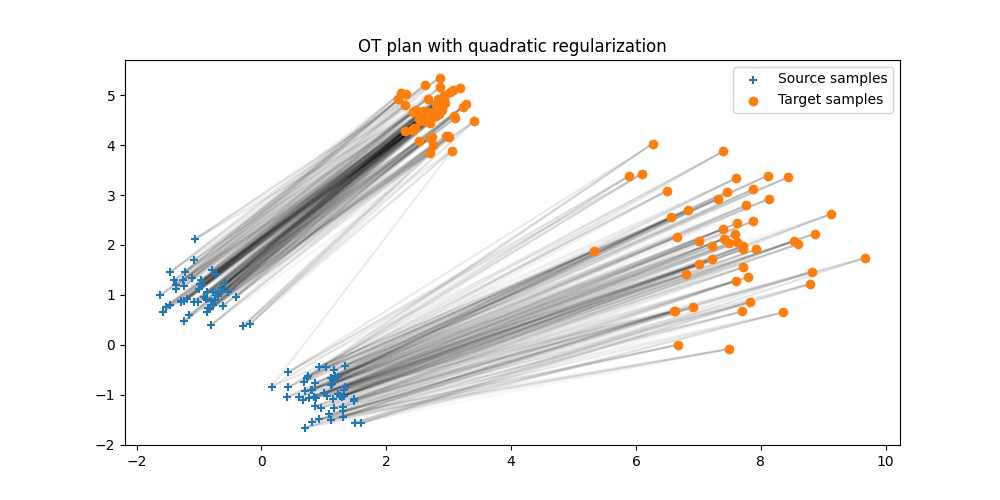 OT plan with quadratic regularization
Source samples
Target samples
5
4
3
2
1
0
−1
−2
−2 0 2 4 6 8 10